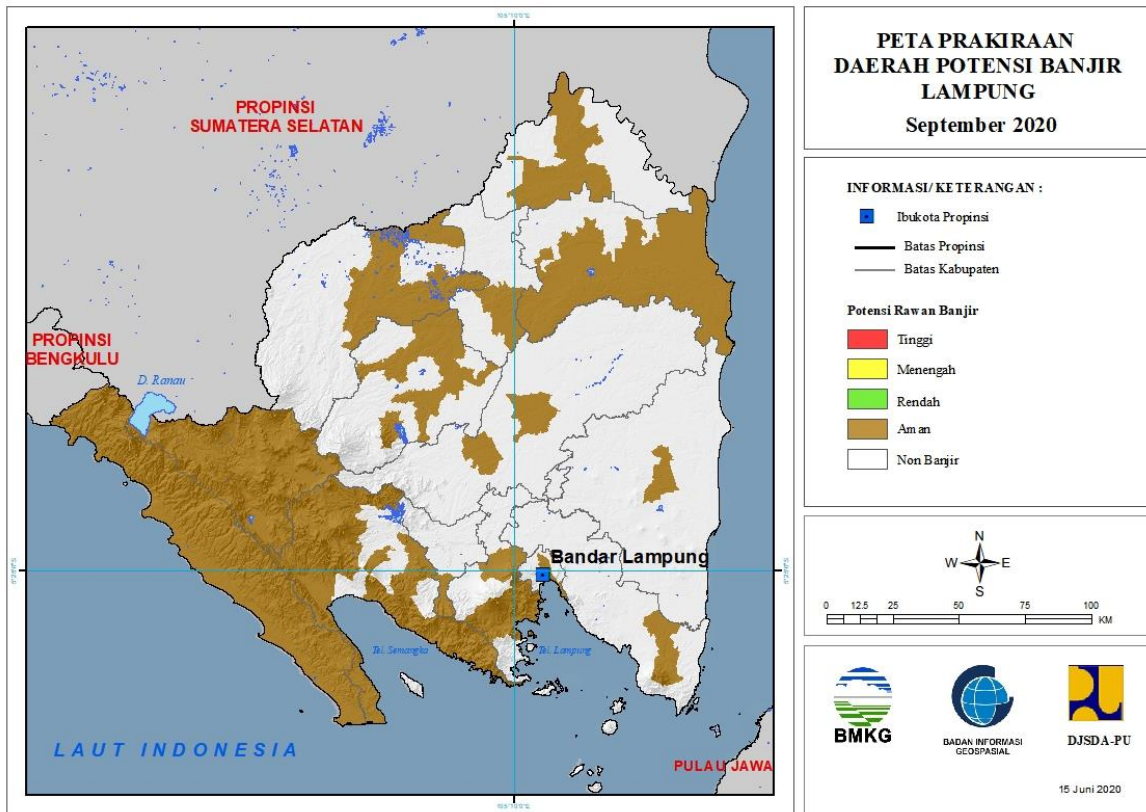 PROPINSI
SUMATERA SELATAN
PROPINSI
BENGKULU
D. Ranau
Bandar Lampung
Tel. Semangka
Tel. Lampung
LAUT INDONESIA
PULAU JAWA
PETA PRAKIRAAN
DAERAH POTENSI BANJIR
LAMPUNG
September 2020
INFORMASI/ KETERANGAN :
Ibukota Propinsi
Batas Propinsi
Batas Kabupaten
Potensi Rawan Banjir
Tinggi
Menengah
Rendah
Aman
Non Banjir
N
W E
S
0 12.5 25 50 75 100
KM
BMKG
BADAN INFORMASI
GEOSPASIAL
DJSDA-PU
15 Juni 2020